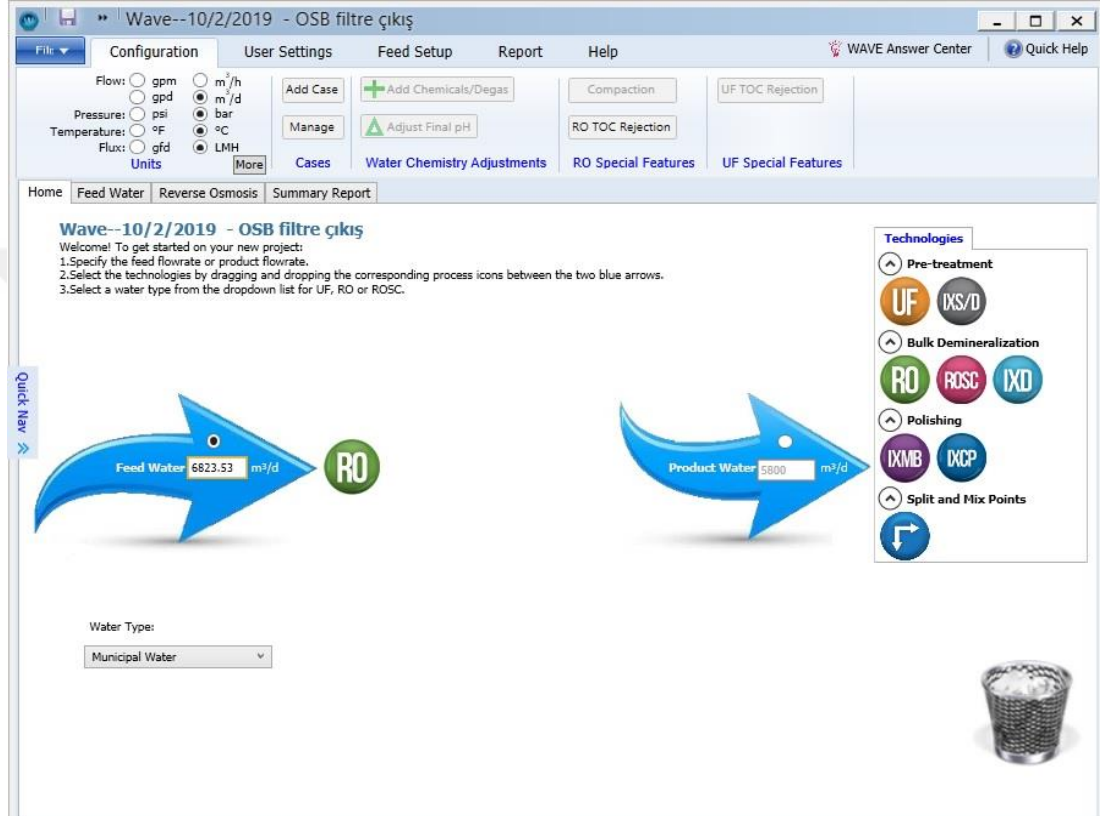 Wave--10/2/2019 - OSB filtre çıkış
File Configuration User Settings Feed Setup Report Help WAVE Answer Center Quick Help
Flow: gpm m³/h
gpd m³/d
Pressure: psi bar
Temperature: °F °C
Flux: gfd LMH
Units More
Add Case
Manage
Cases
Add Chemicals/Degas
Adjust Final pH
Water Chemistry Adjustments
Compaction
RO TOC Rejection
RO Special Features
UF TOC Rejection
UF Special Features
Home Feed Water Reverse Osmosis Summary Report
Wave--10/2/2019 - OSB filtre çıkış
Welcome! To get started on your new project:
1.Specify the feed flowrate or product flowrate.
2.Select the technologies by dragging and dropping the corresponding process icons between the two blue arrows.
3.Select a water type from the dropdown list for UF, RO or ROSC.
Quick Nav
Feed Water 6823.53 m³/d
RO
Product Water 5800 m³/d
Technologies
Pre-treatment
UF IXS/D
Bulk Demineralization
RO ROSC IXD
Polishing
IXMB IXCP
Split and Mix Points
Water Type:
Municipal Water